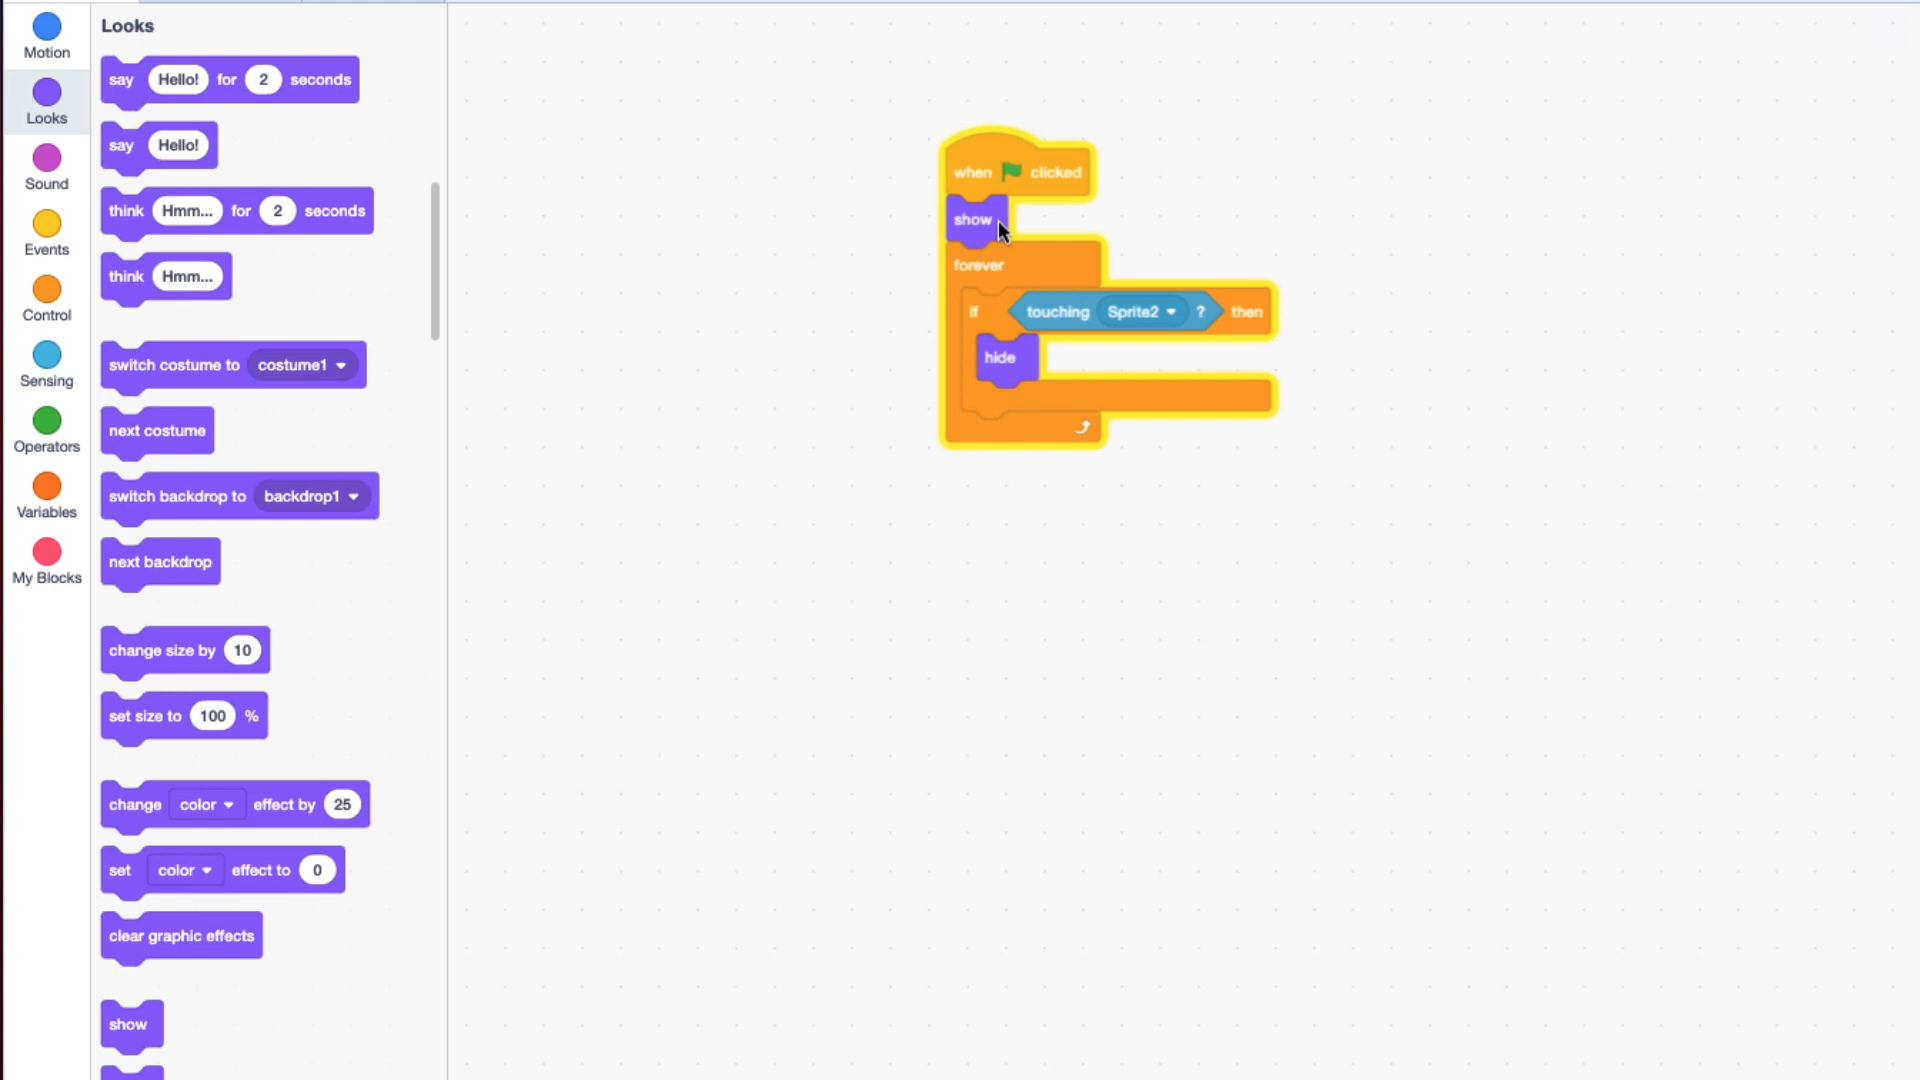 Motion
Looks
Sound
Events
Control
Sensing
Operators
Variables
My Blocks
Looks
say Hello! for 2 seconds
say Hello!
think Hmm... for 2 seconds
think Hmm...
switch costume to costume1
next costume
switch backdrop to backdrop1
next backdrop
change size by 10
set size to 100 %
change color effect by 25
set color effect to 0
clear graphic effects
show
when clicked
show
forever
if touching Sprite2 ? then
hide